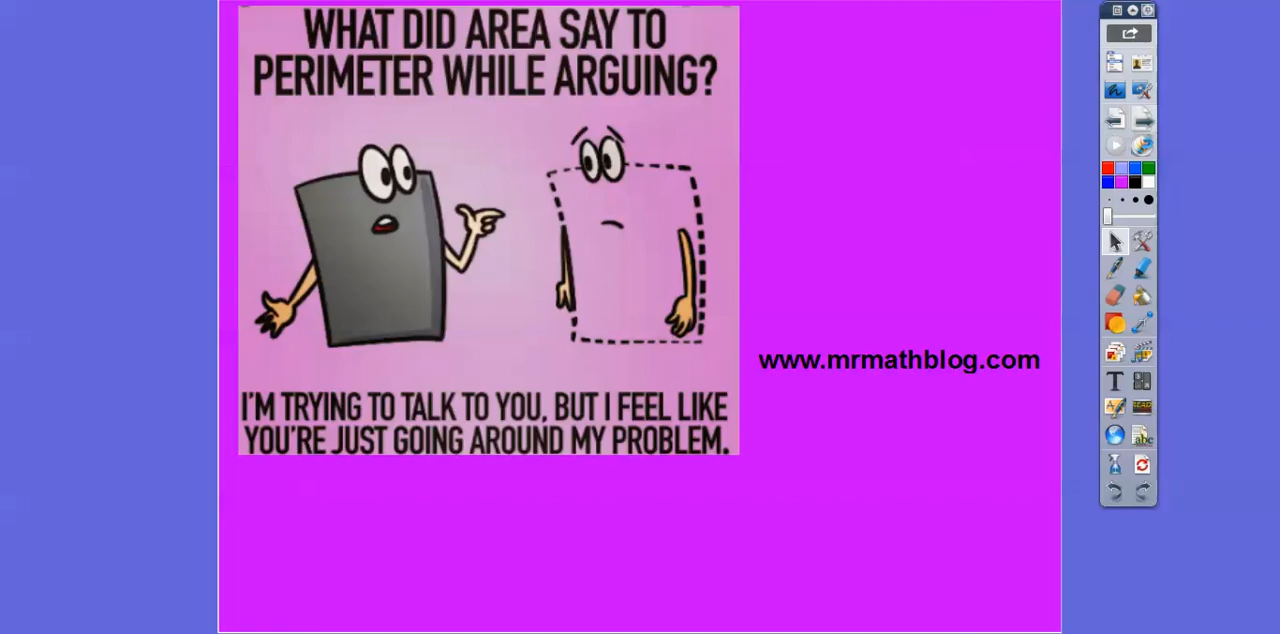 WHAT DID AREA SAY TO
PERIMETER WHILE ARGUING?
www.mrmathblog.com
I'M TRYING TO TALK TO YOU, BUT I FEEL LIKE
YOU'RE JUST GOING AROUND MY PROBLEM.